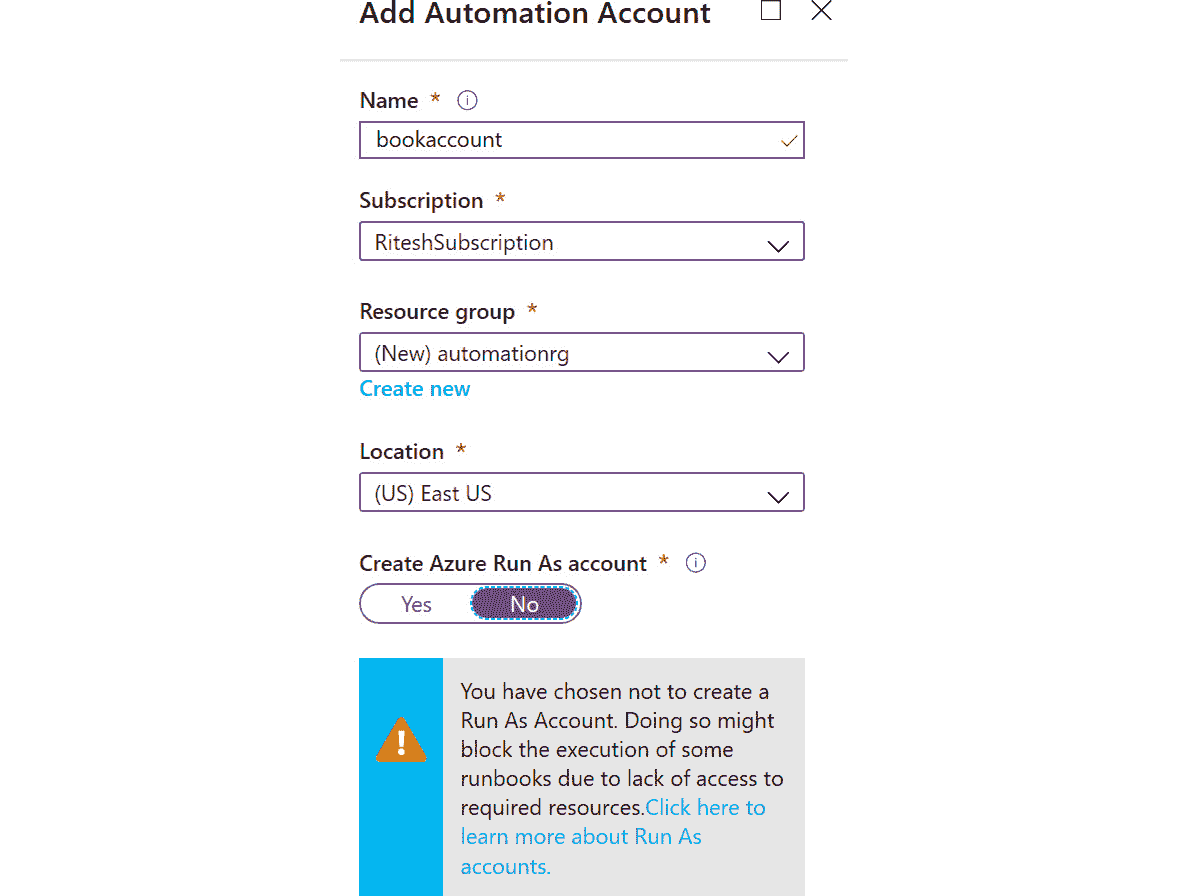 Add Automation Account
Name *
bookaccount
Subscription *
RiteshSubscription
Resource group *
(New) automationrg
Create new
Location *
(US) East US
Create Azure Run As account *
Yes No
You have chosen not to create a
Run As Account. Doing so might
block the execution of some
runbooks due to lack of access to
required resources.Click here to
learn more about Run As
accounts.